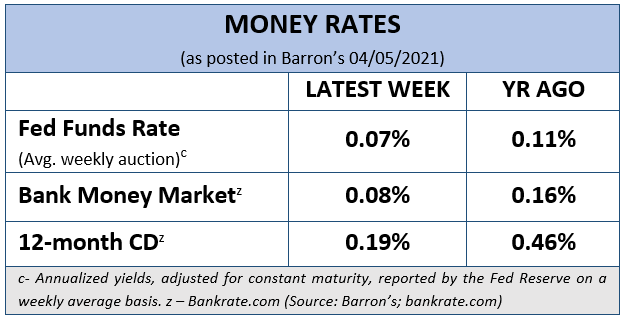 MONEY RATES
(as posted in Barron's 04/05/2021)
LATEST WEEK YR AGO
Fed Funds Rate
(Avg. weekly auction)c 0.07% 0.11%
Bank Money Marketz 0.08% 0.16%
12-month CDz 0.19% 0.46%
c- Annualized yields, adjusted for constant maturity, reported by the Fed Reserve on a
weekly average basis. z – Bankrate.com (Source: Barron's; bankrate.com)